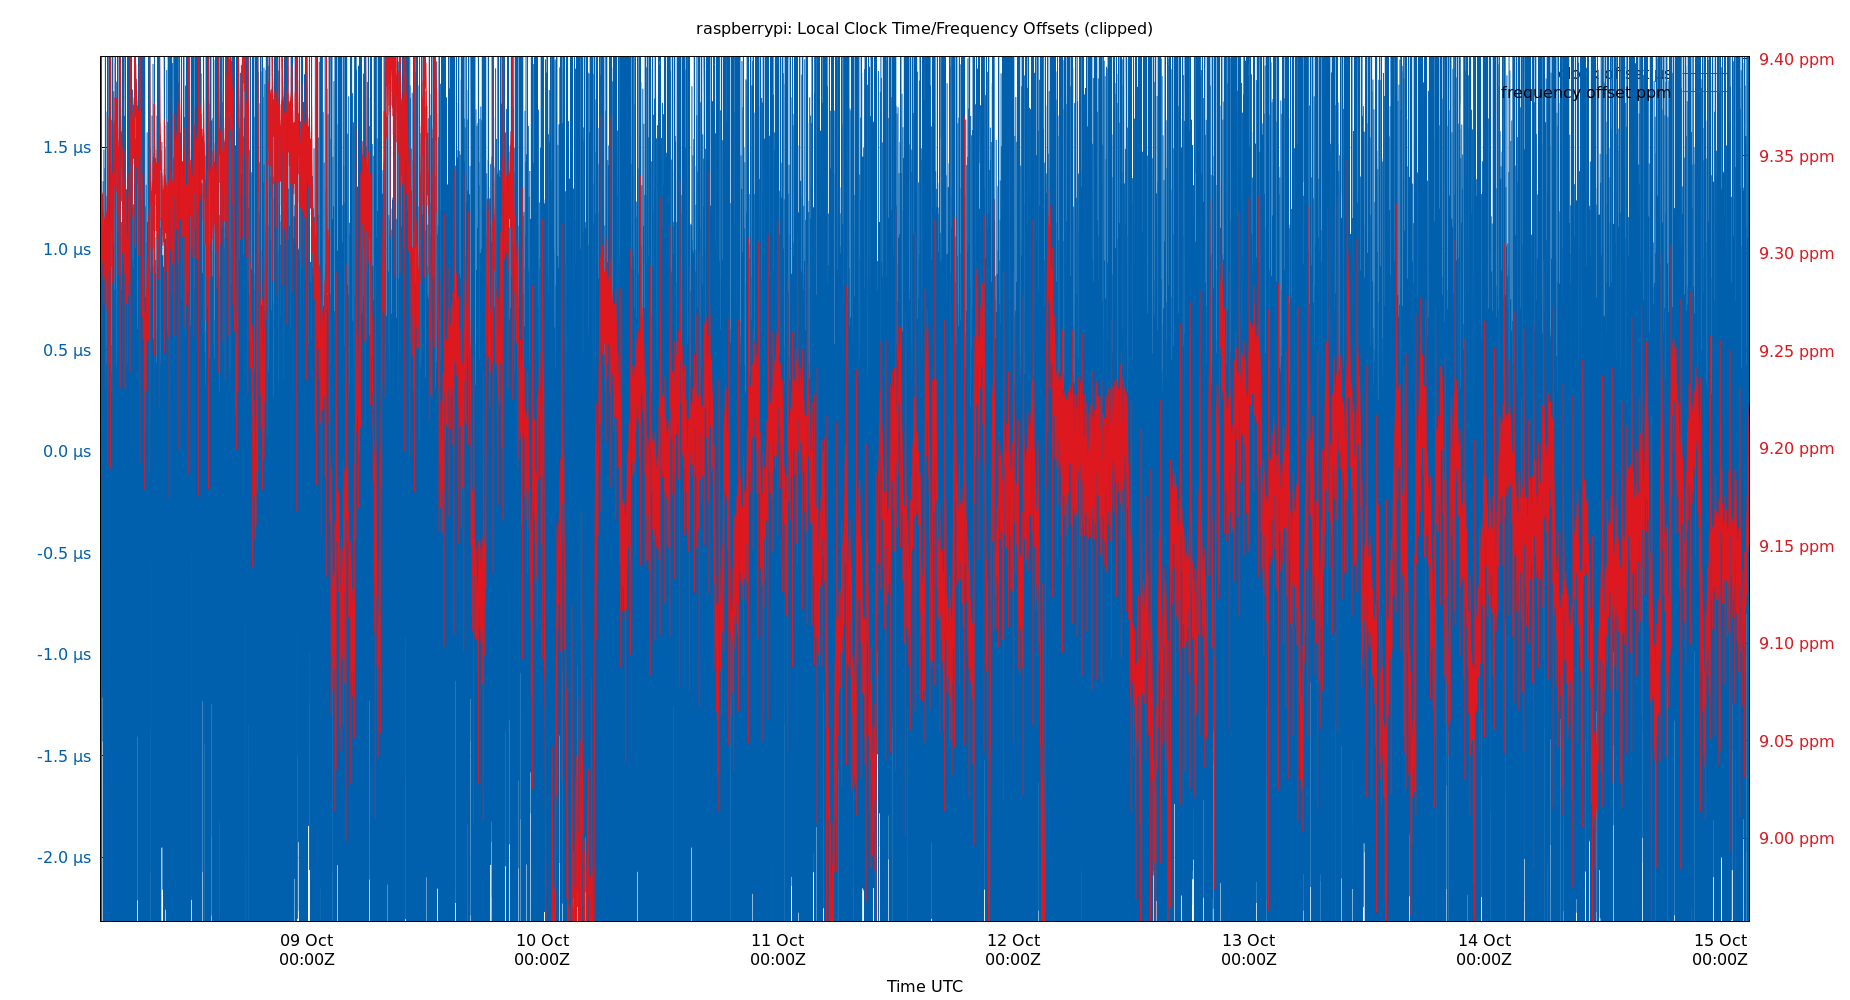 raspberrypi: Local Clock Time/Frequency Offsets (clipped)
clock offset µs
frequency offset ppm
1.5 µs
1.0 µs
0.5 µs
0.0 µs
-0.5 µs
-1.0 µs
-1.5 µs
-2.0 µs
9.40 ppm
9.35 ppm
9.30 ppm
9.25 ppm
9.20 ppm
9.15 ppm
9.10 ppm
9.05 ppm
9.00 ppm
09 Oct
00:00Z
10 Oct
00:00Z
11 Oct
00:00Z
12 Oct
00:00Z
13 Oct
00:00Z
14 Oct
00:00Z
15 Oct
00:00Z
Time UTC